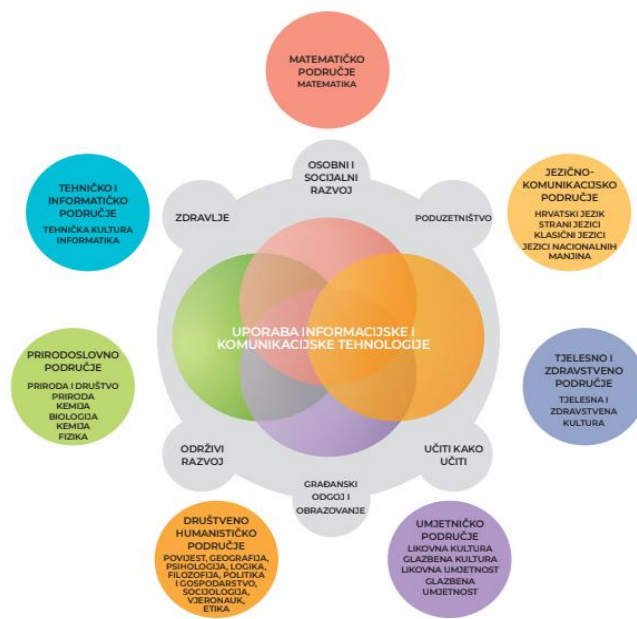 MATEMATIČKO
PODRUČJE
MATEMATIKA
OSOBNI I
SOCIJALNI
RAZVOJ
TEHNIČKO I
INFORMATIČKO
PODRUČJE
TEHNIČKA KULTURA
INFORMATIKA
ZDRAVLJE
PODUZETNIŠTVO
JEZIČNO-
KOMUNIKACIJSKO
PODRUČJE
HRVATSKI JEZIK
STRANI JEZICI
KLASIČNI JEZICI
JEZICI NACIONALNIH
MANJINA
UPORABA INFORMACIJSKE I
KOMUNIKACIJSKE TEHNOLOGIJE
PRIRODOSLOVNO
PODRUČJE
PRIRODA I DRUŠTVO
PRIRODA
KEMIJA
BIOLOGIJA
KEMIJA
FIZIKA
TJELESNO I
ZDRAVSTVENO
PODRUČJE
TJELESNA I
ZDRAVSTVENA
KULTURA
ODRŽIVI
RAZVOJ
GRAĐANSKI
ODGOJ I
OBRAZOVANJE
UČITI KAKO
UČITI
DRUŠTVENO
HUMANISTIČKO
PODRUČJE
POVIJEST, GEOGRAFIJA,
PSIHOLOGIJA, LOGIKA,
FILOZOFIJA, POLITIKA
I GOSPODARSTVO,
SOCIJOLOGIJA,
VJERONAUK,
ETIKA
UMJETNIČKO
PODRUČJE
LIKOVNA KULTURA
GLAZBENA KULTURA
LIKOVNA UMJETNOST
GLAZBENA
UMJETNOST